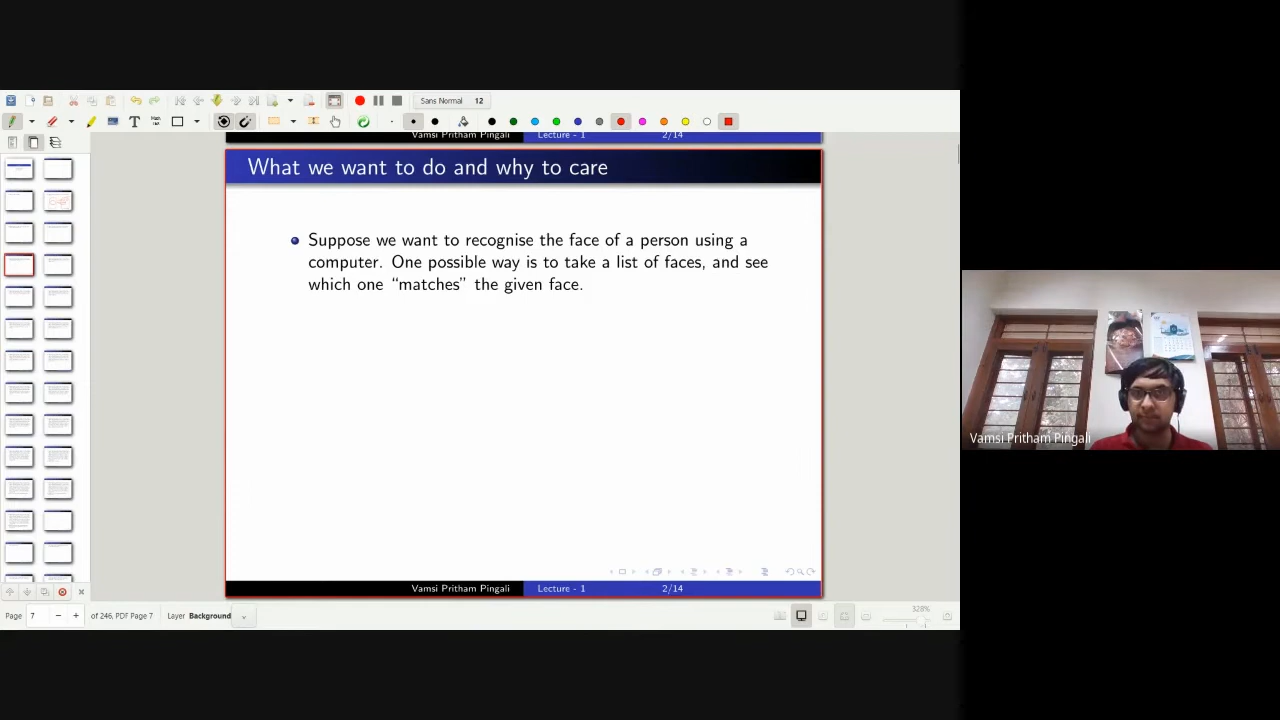 Sans Normal 12
Vamsi Pritham Pingali Lecture - 1 2/14
What we want to do and why to care
Suppose we want to recognise the face of a person using a
computer. One possible way is to take a list of faces, and see
which one “matches” the given face.
Vamsi Pritham Pingali
Vamsi Pritham Pingali Lecture - 1 2/14
328%
Page 7 of 246, PDF Page 7 Layer Background